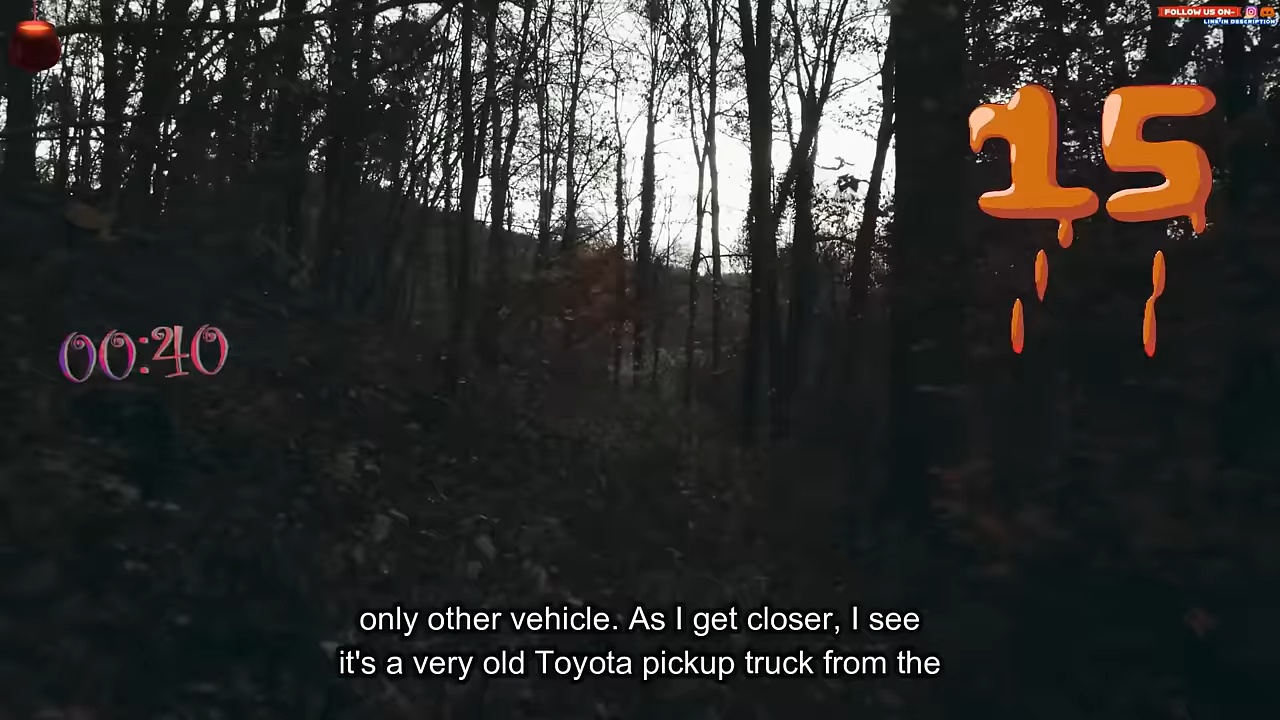 FOLLOW US ON-
LINK IN DESCRIPTION
15
00:40
only other vehicle. As I get closer, I see
it's a very old Toyota pickup truck from the